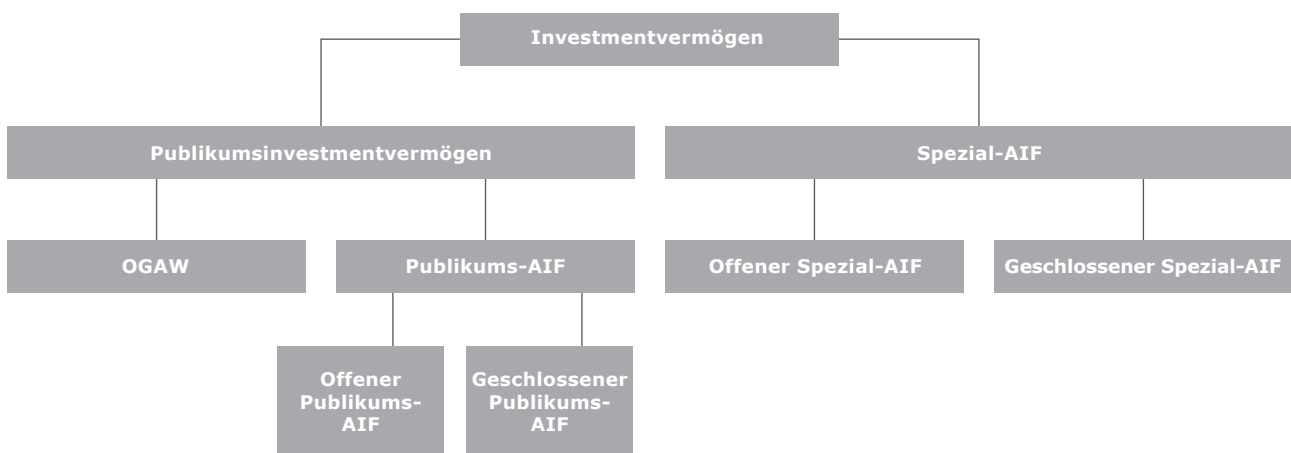 Investmentvermögen
Publikumsinvestmentvermögen
Spezial-AIF
OGAW
Publikums-AIF
Offener Spezial-AIF
Geschlossener Spezial-AIF
Offener
Publikums-
AIF
Geschlossener
Publikums-
AIF